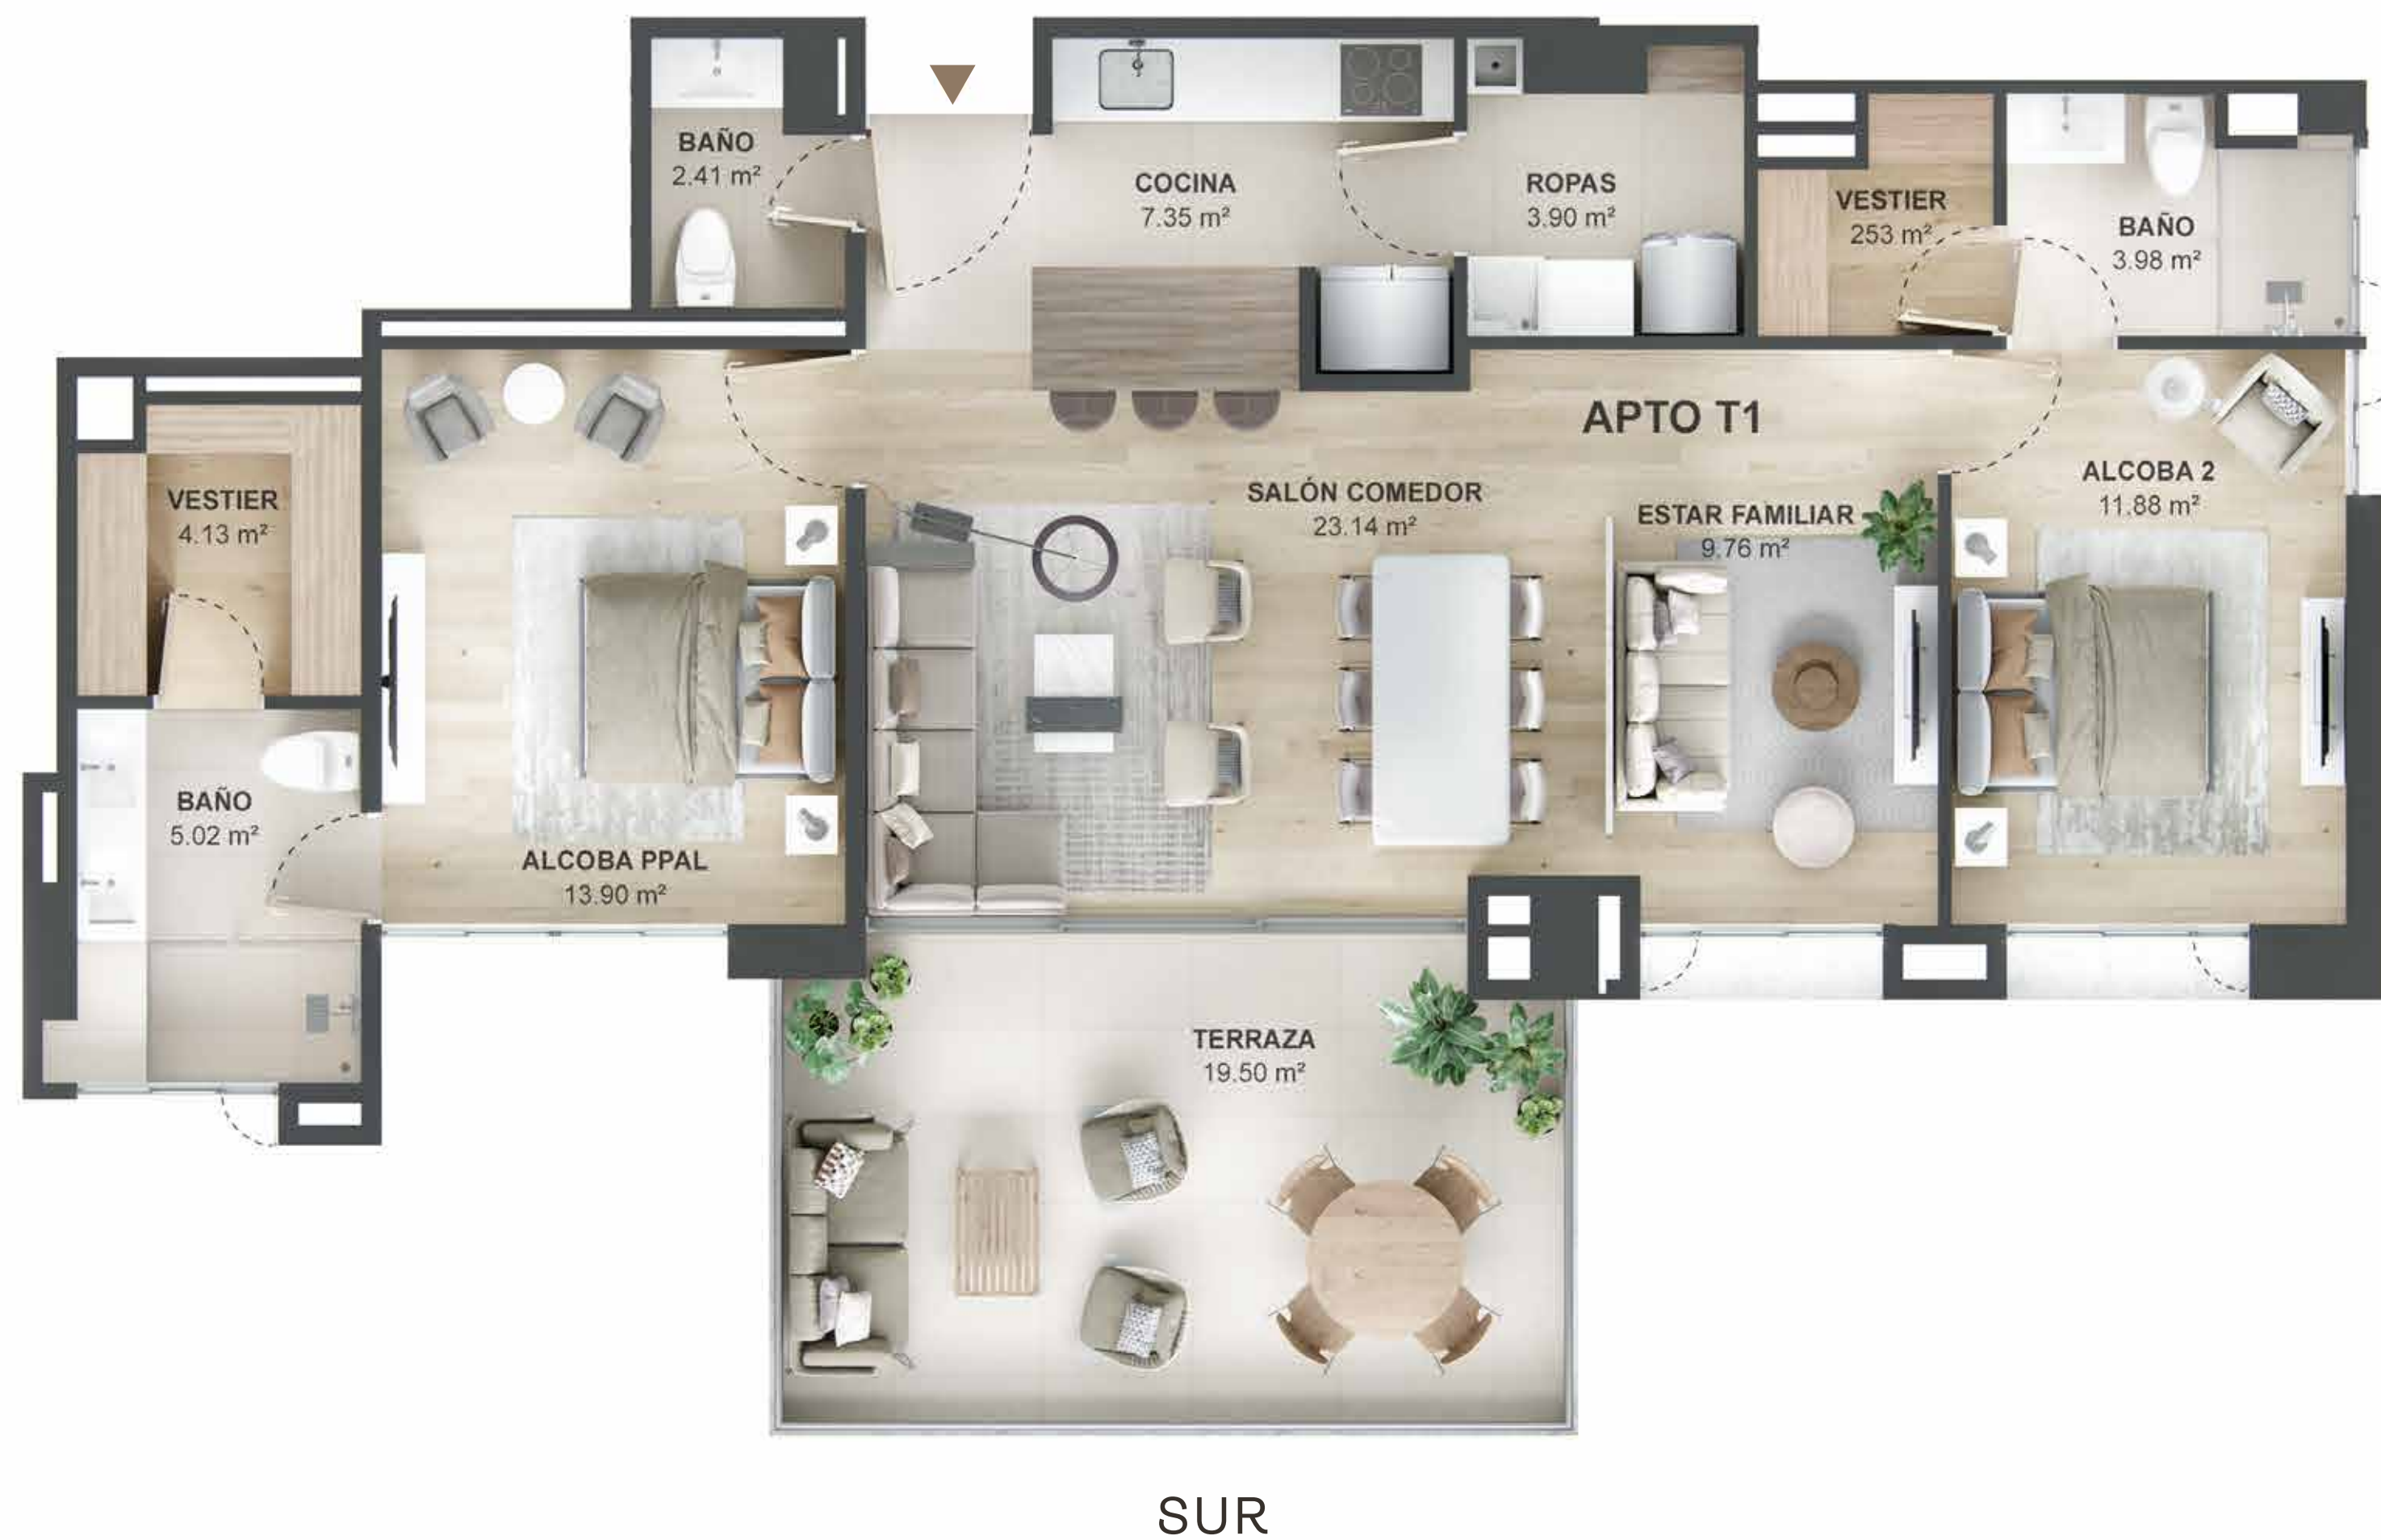 BAÑO
2.41 m²
COCINA
7.35 m²
ROPAS
3.90 m²
VESTIER
253 m²
BAÑO
3.98 m²
APTO T1
VESTIER
4.13 m²
SALÓN COMEDOR
23.14 m²
ESTAR FAMILIAR
9.76 m²
ALCOBA 2
11.88 m²
BAÑO
5.02 m²
ALCOBA PPAL
13.90 m²
TERRAZA
19.50 m²
SUR